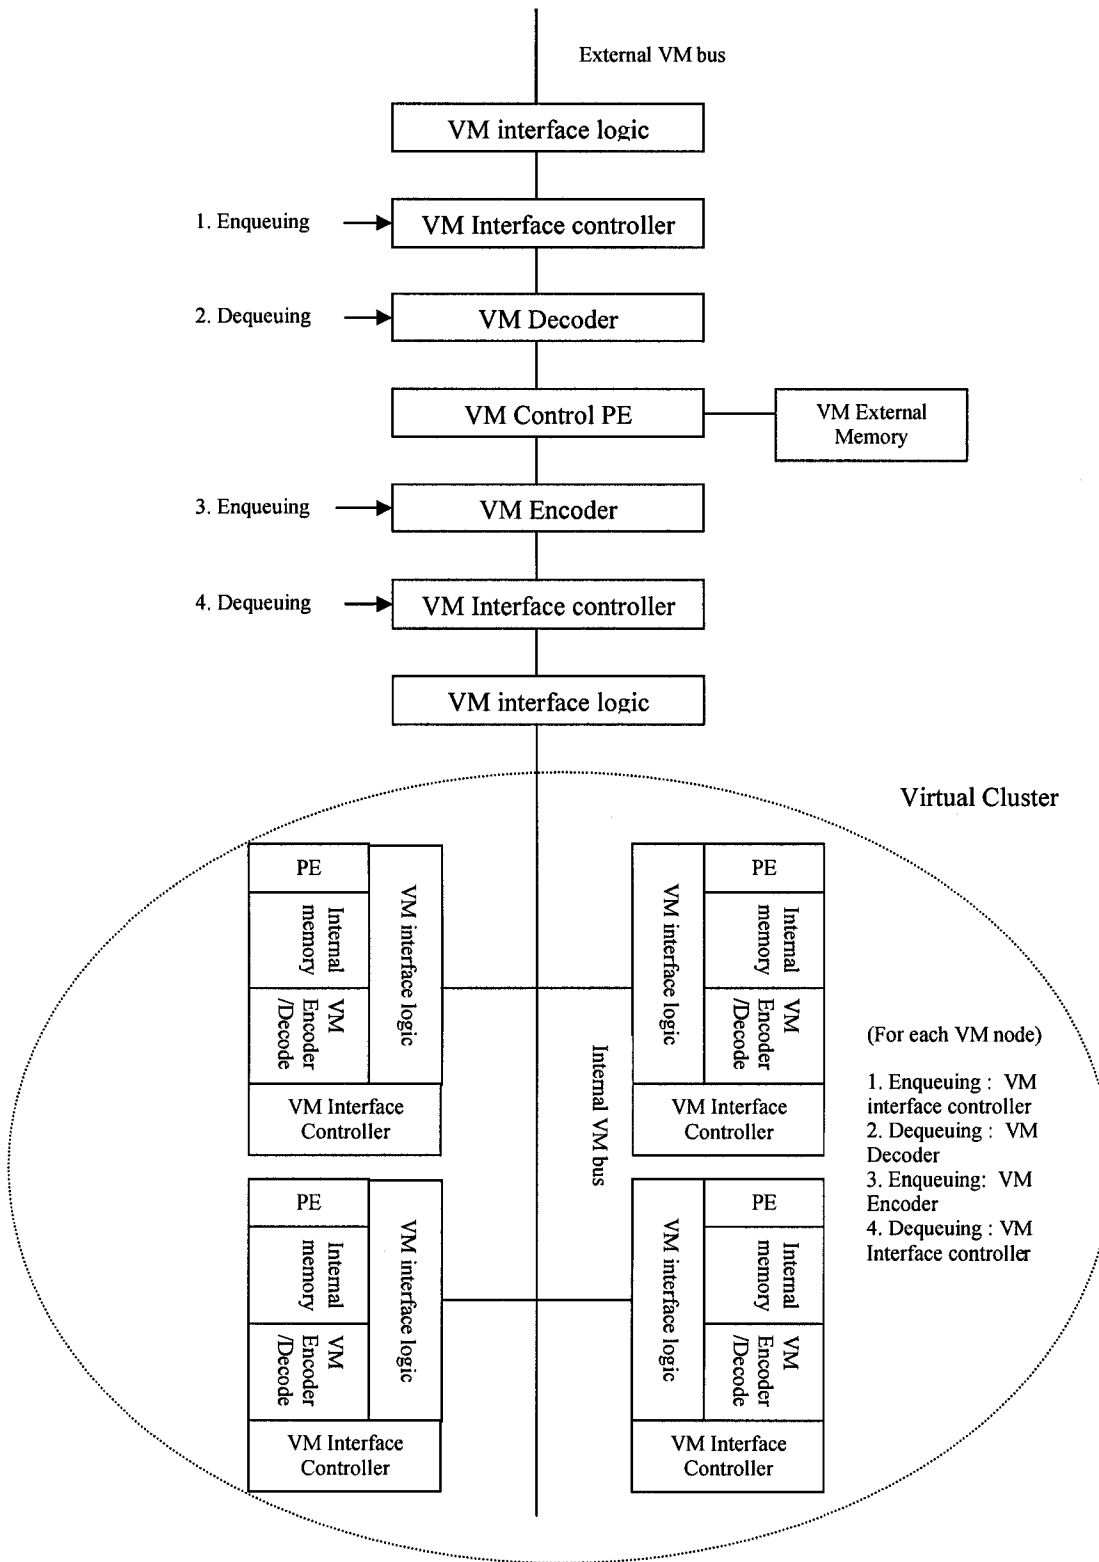 External VM bus
VM interface logic
1. Enqueuing
VM Interface controller
2. Dequeuing
VM Decoder
VM Control PE
VM External
Memory
3. Enqueuing
VM Encoder
4. Dequeuing
VM Interface controller
VM interface logic
Virtual Cluster
PE
Internal
memory
VM
Encoder
/Decode
VM interface logic
VM Interface
Controller
VM interface logic
PE
Internal
memory
VM
Encoder
/Decode
VM Interface
Controller
Internal VM bus
(For each VM node)
1. Enqueuing : VM
interface controller
2. Dequeuing : VM
Decoder
3. Enqueuing: VM
Encoder
4. Dequeuing : VM
Interface controller
PE
Internal
memory
VM
Encoder
/Decode
VM interface logic
VM Interface
Controller
VM interface logic
PE
Internal
memory
VM
Encoder
/Decode
VM Interface
Controller